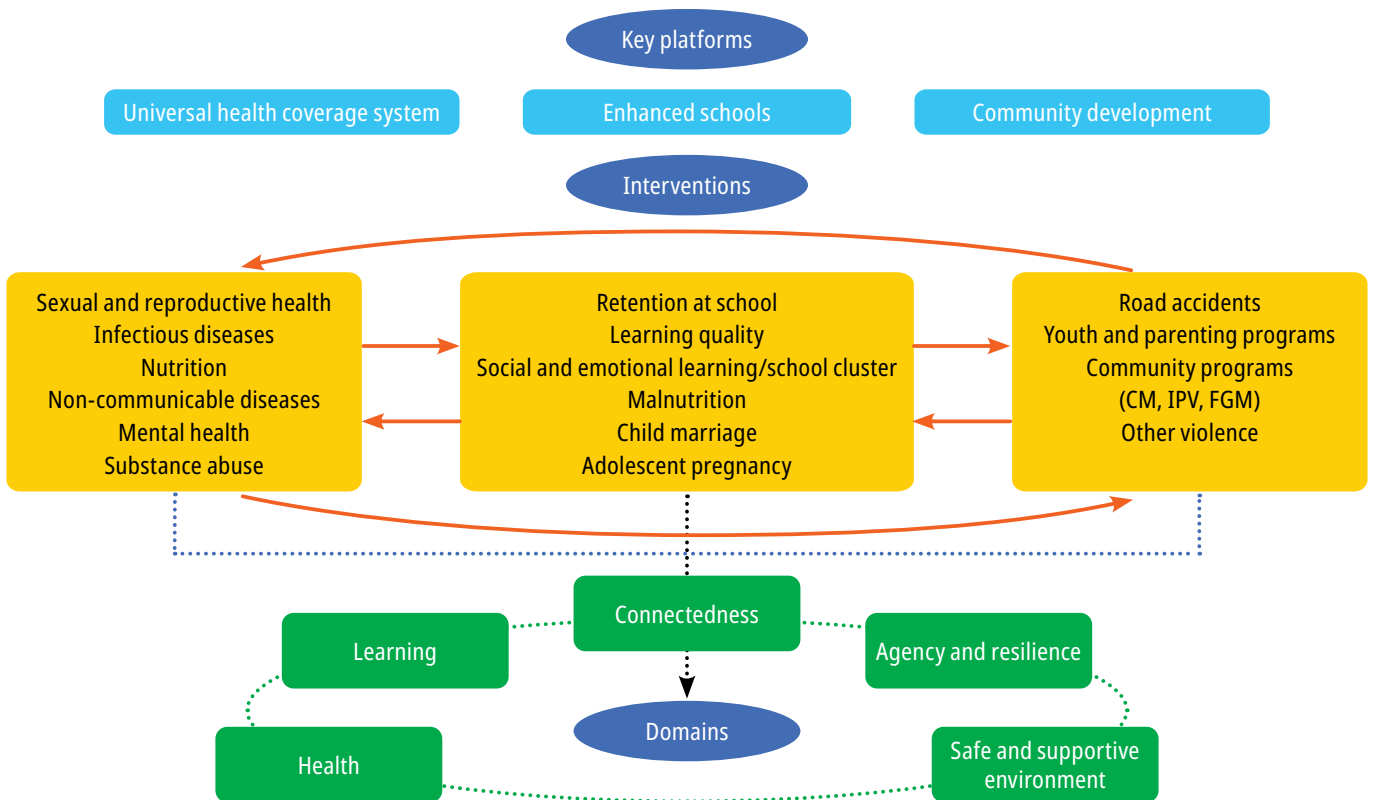 Key platforms
Universal health coverage system
Enhanced schools
Community development
Interventions
Sexual and reproductive health
Infectious diseases
Nutrition
Non-communicable diseases
Mental health
Substance abuse
Retention at school
Learning quality
Social and emotional learning/school cluster
Malnutrition
Child marriage
Adolescent pregnancy
Road accidents
Youth and parenting programs
Community programs
(CM, IPV, FGM)
Other violence
Connectedness
Learning
Agency and resilience
Domains
Health
Safe and supportive
environment